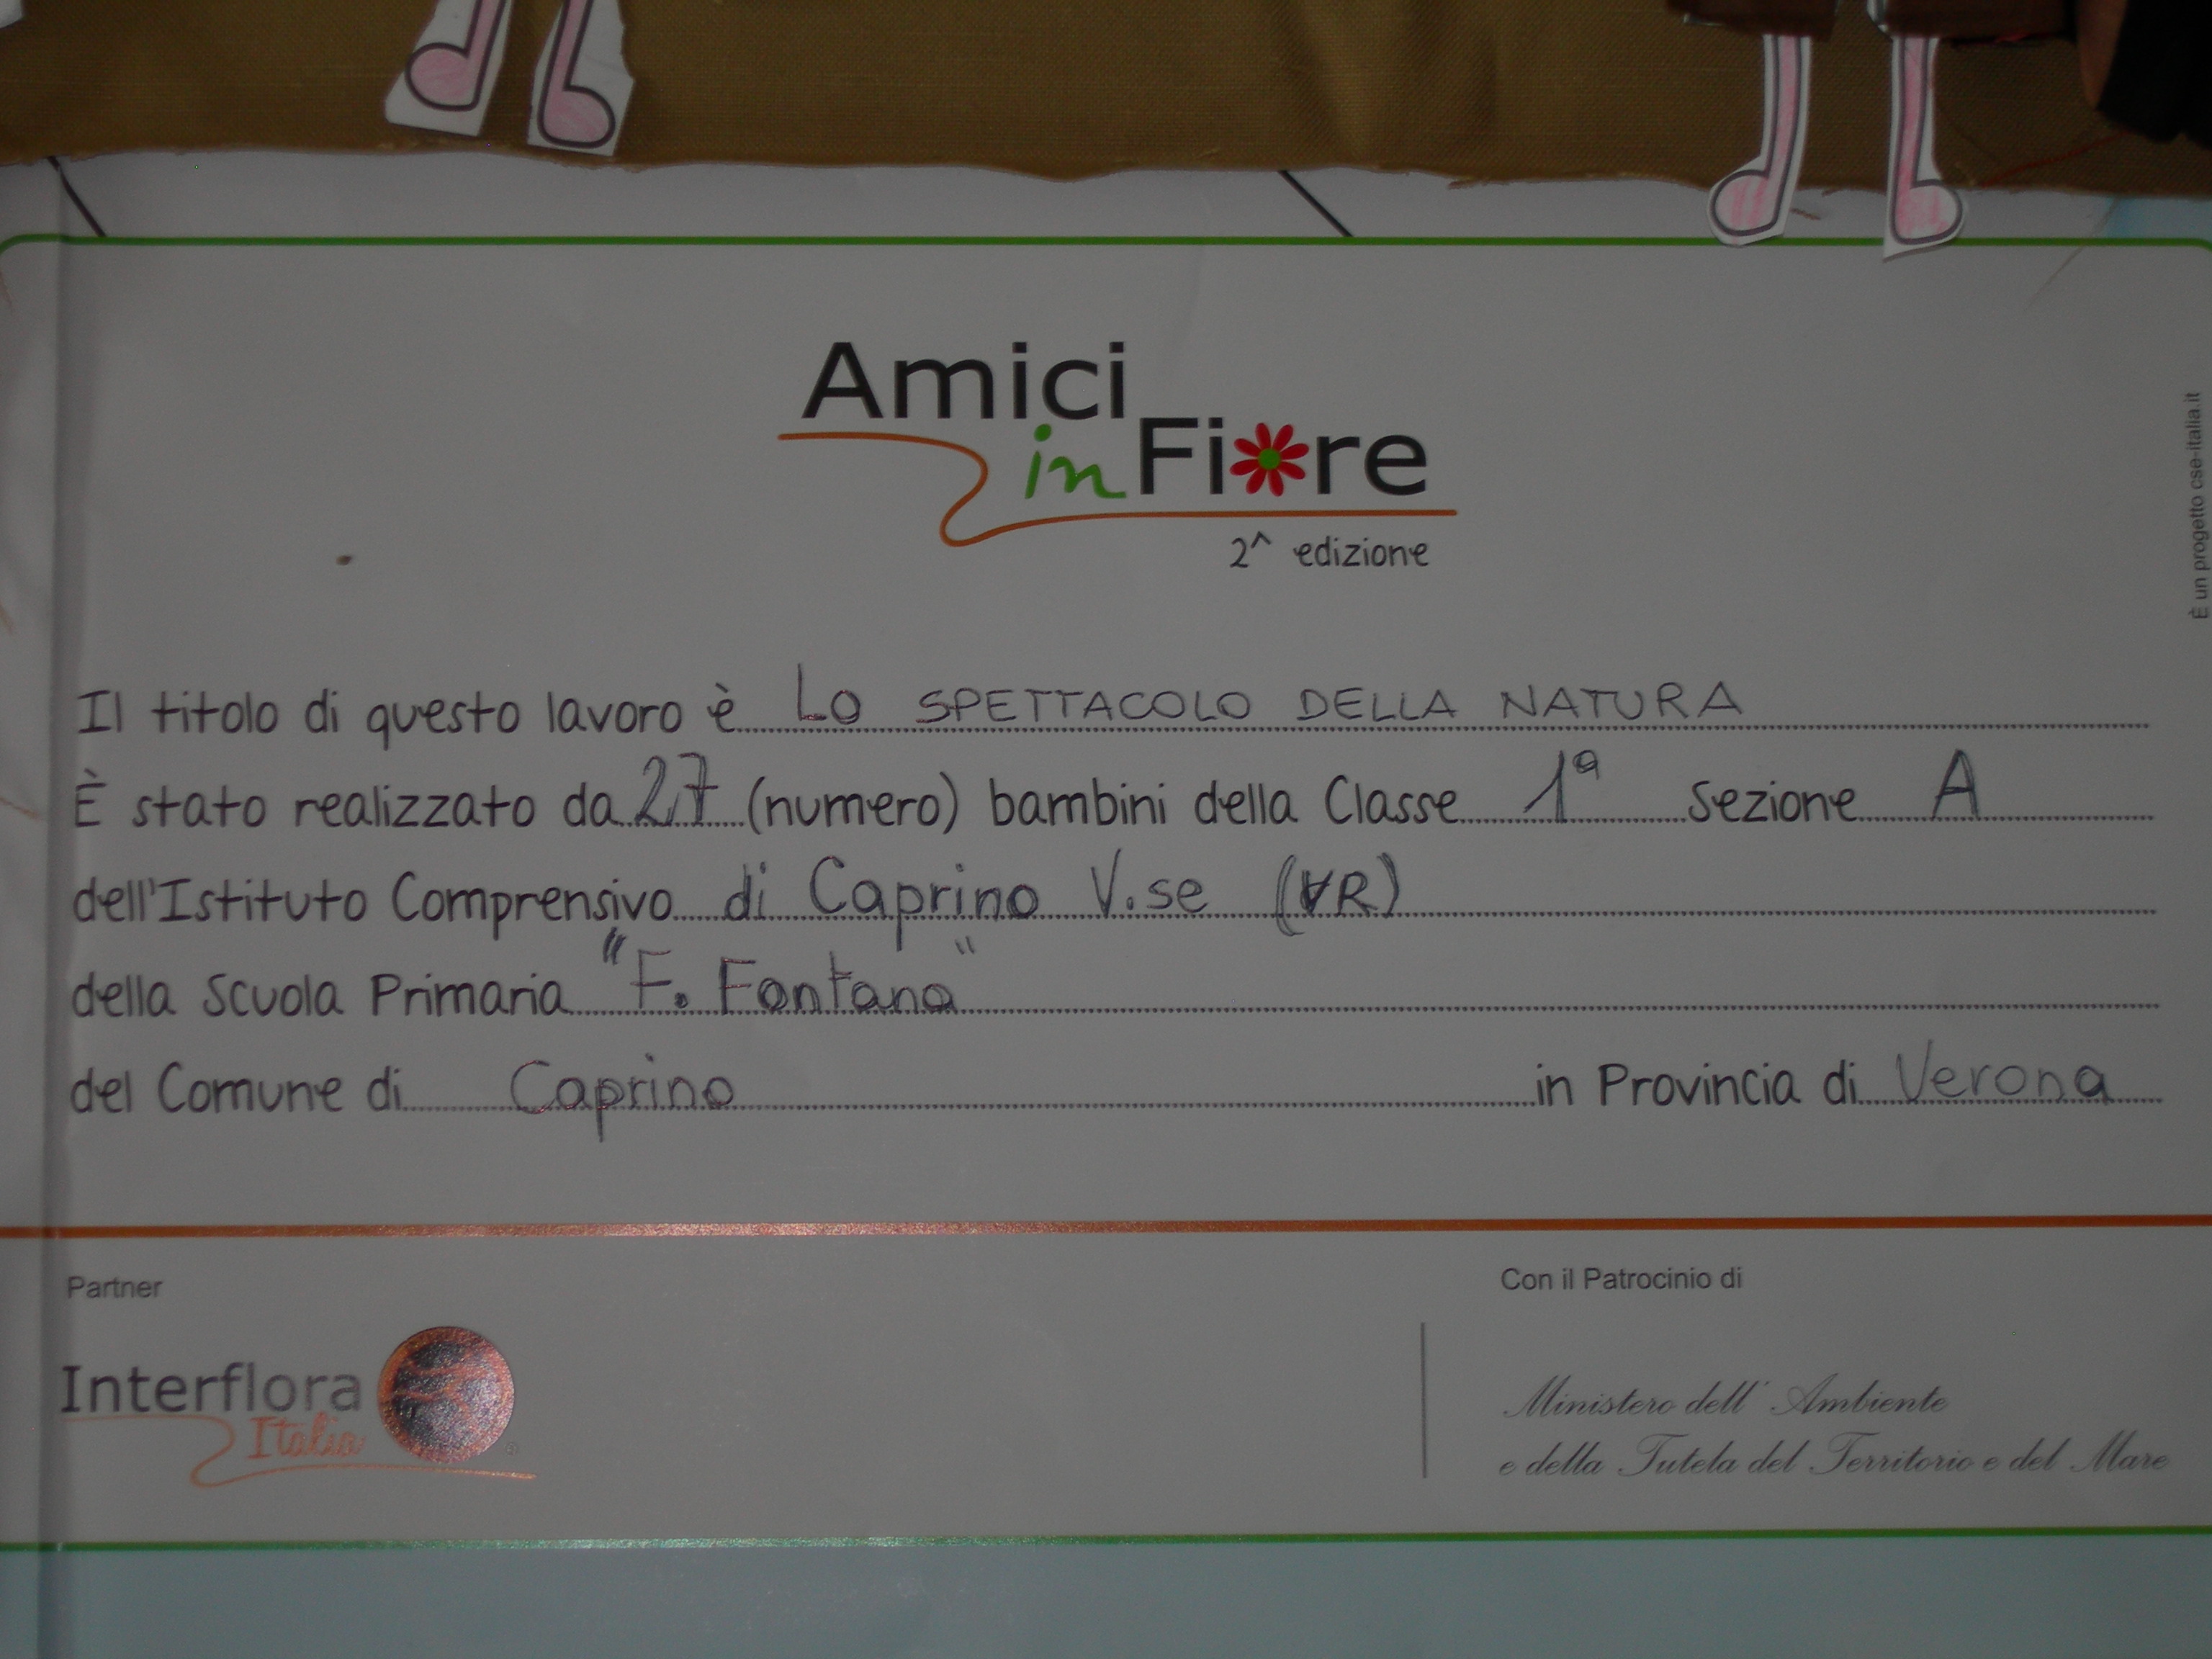 Amici
in Fiore
2^ edizione
È un progetto cse-italia.it
Il titolo di questo lavoro è Lo SPETTACOLO DELLA NATURA
È stato realizzato da 27 (numero) bambini della Classe 1ª sezione A
dell'Istituto Comprensivo di Caprino V.se (VR)
della Scuola Primaria "F. Fontana"
del Comune di Caprino in Provincia di Verona
Partner
Interflora
Italia
Con il Patrocinio di
Ministero dell'Ambiente
e della Tutela del Territorio e del Mare